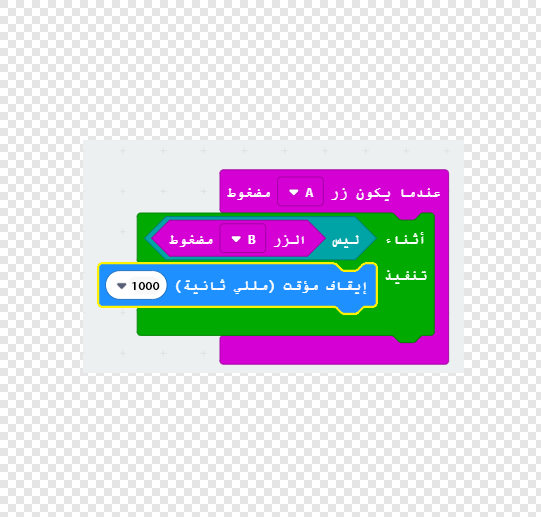 عندما يكون زر A مضغوط
أثناء ليس الزر B مضغوط
تنفيذ
إيقاف مؤقت (مللي ثانية) 1000